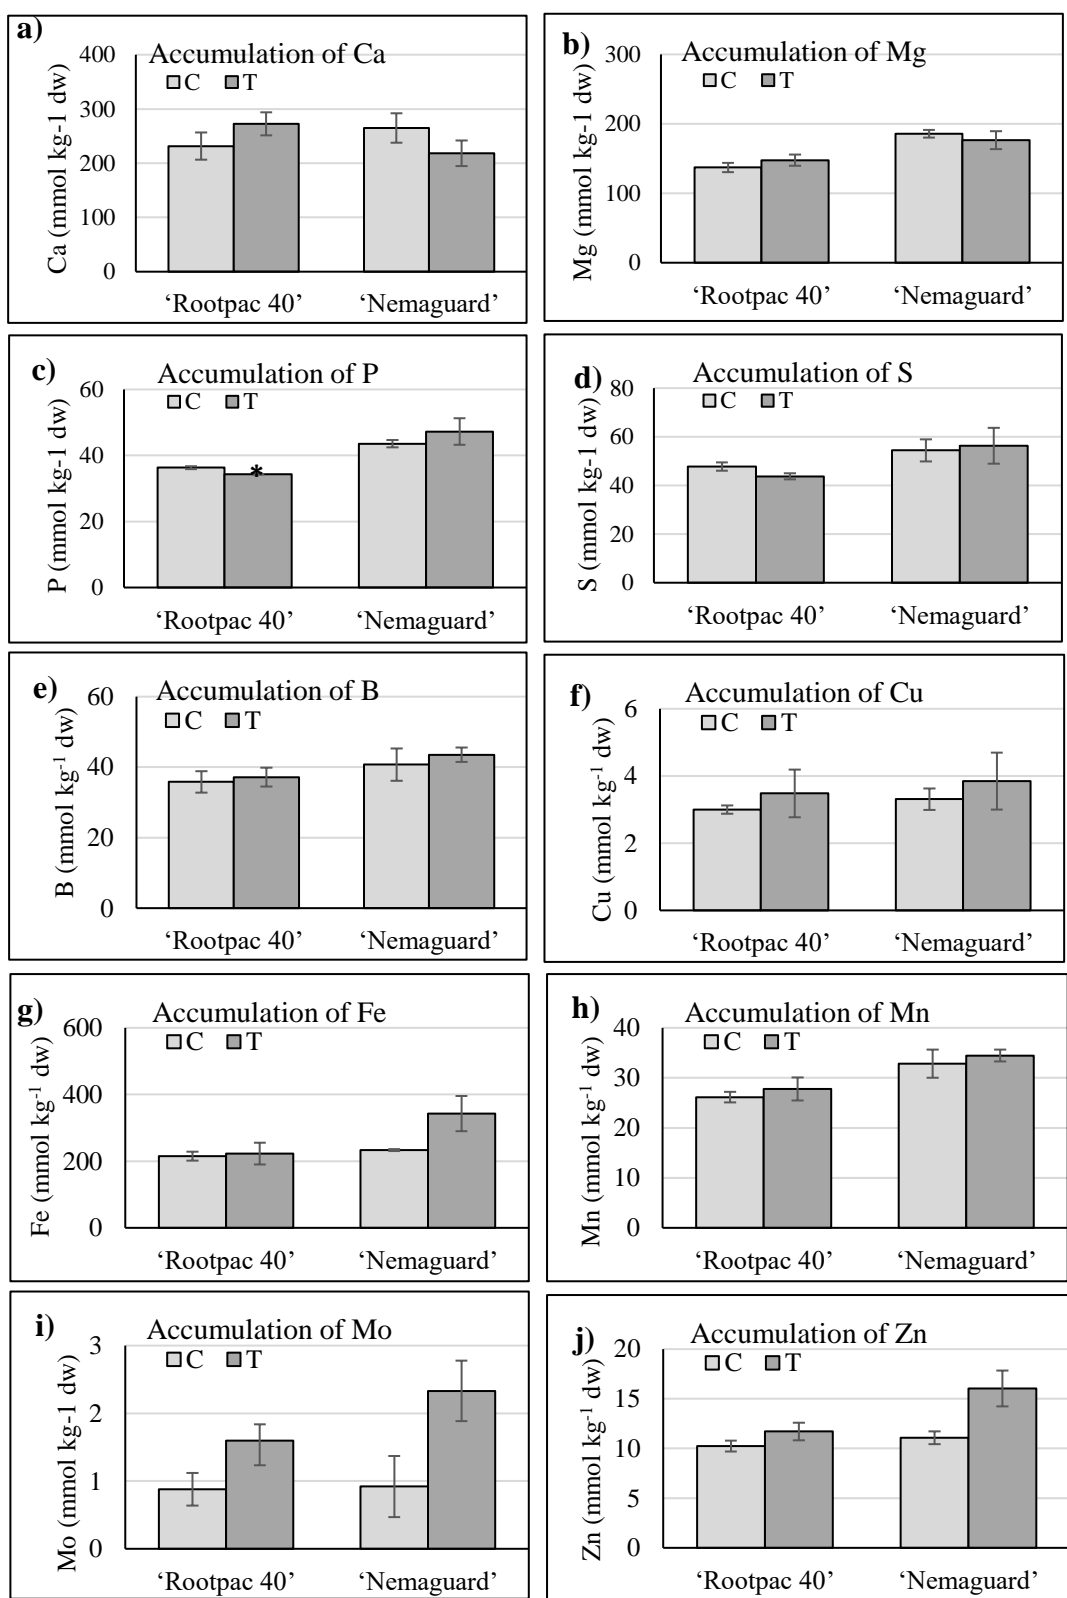 a)
Accumulation of Ca
C T
Ca (mmol kg-1 dw)
400
300
200
100
0
‘Rootpac 40’ ‘Nemaguard’
b)
Accumulation of Mg
C T
Mg (mmol kg-1 dw)
300
200
100
0
‘Rootpac 40’ ‘Nemaguard’
c)
Accumulation of P
C T
P (mmol kg-1 dw)
60
40
20
0
*
‘Rootpac 40’ ‘Nemaguard’
d)
Accumulation of S
C T
S (mmol kg-1 dw)
80
60
40
20
0
‘Rootpac 40’ ‘Nemaguard’
e)
Accumulation of B
C T
B (mmol kg⁻¹ dw)
60
40
20
0
‘Rootpac 40’ ‘Nemaguard’
f)
Accumulation of Cu
C T
Cu (mmol kg⁻¹ dw)
6
4
2
0
‘Rootpac 40’ ‘Nemaguard’
g)
Accumulation of Fe
C T
Fe (mmol kg⁻¹ dw)
600
400
200
0
‘Rootpac 40’ ‘Nemaguard’
h)
Accumulation of Mn
C T
Mn (mmol kg⁻¹ dw)
40
30
20
10
0
‘Rootpac 40’ ‘Nemaguard’
i)
Accumulation of Mo
C T
Mo (mmol kg-1 dw)
3
2
1
0
‘Rootpac 40’ ‘Nemaguard’
j)
Accumulation of Zn
C T
Zn (mmol kg⁻¹ dw)
20
15
10
5
0
‘Rootpac 40’ ‘Nemaguard’